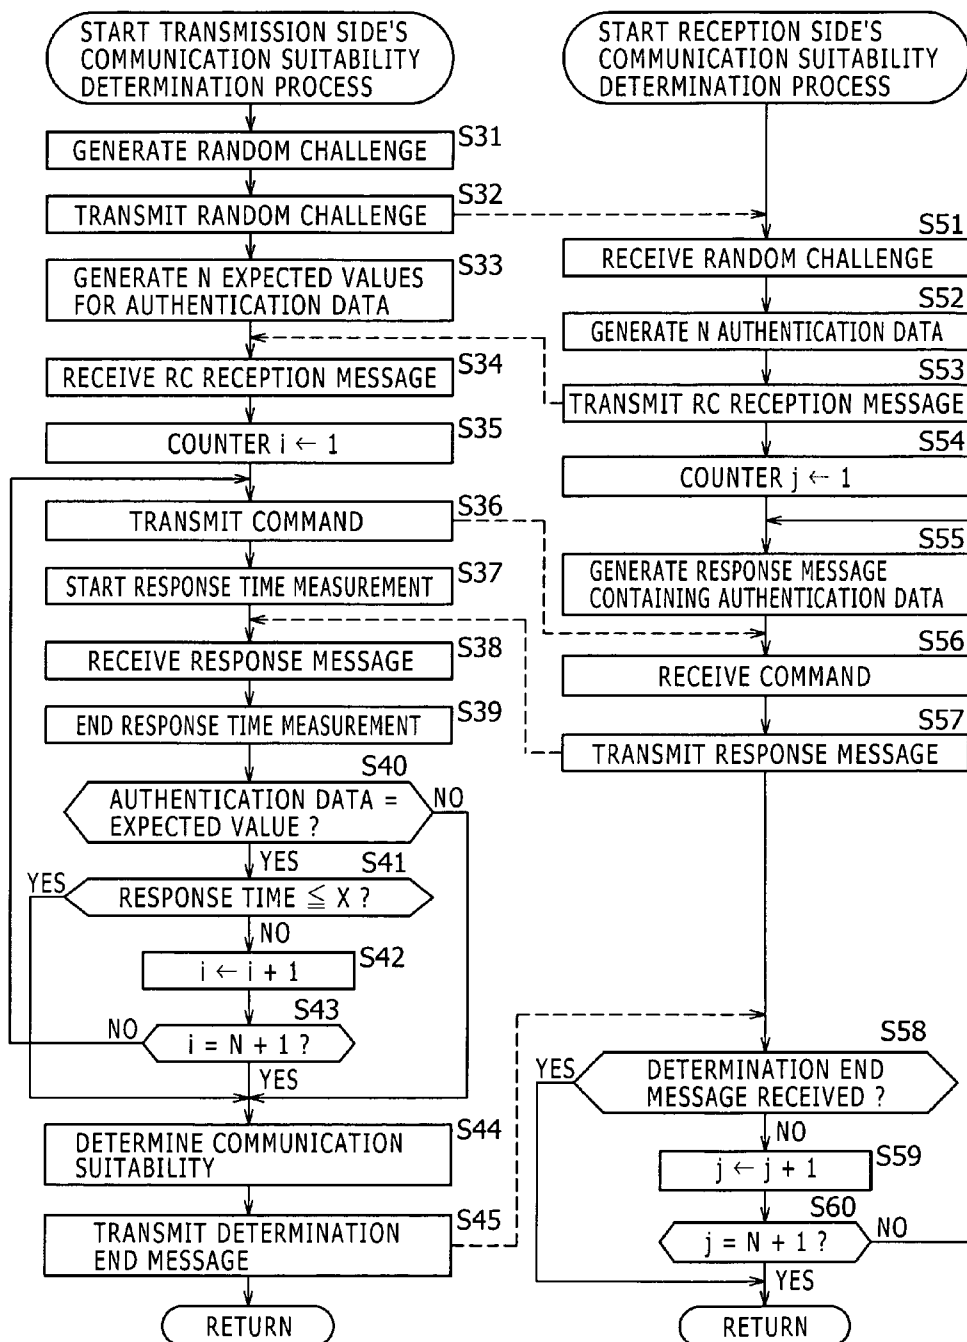 START TRANSMISSION SIDE'S
COMMUNICATION SUITABILITY
DETERMINATION PROCESS
S31
GENERATE RANDOM CHALLENGE
S32
TRANSMIT RANDOM CHALLENGE
S33
GENERATE N EXPECTED VALUES
FOR AUTHENTICATION DATA
S34
RECEIVE RC RECEPTION MESSAGE
S35
COUNTER i ← 1
S36
TRANSMIT COMMAND
S37
START RESPONSE TIME MEASUREMENT
S38
RECEIVE RESPONSE MESSAGE
S39
END RESPONSE TIME MEASUREMENT
S40
AUTHENTICATION DATA =
EXPECTED VALUE ?
NO
YES
S41
YES
RESPONSE TIME ≦ X ?
NO
S42
i ← i + 1
S43
NO
i = N + 1 ?
YES
S44
DETERMINE COMMUNICATION
SUITABILITY
S45
TRANSMIT DETERMINATION
END MESSAGE
RETURN
START RECEPTION SIDE'S
COMMUNICATION SUITABILITY
DETERMINATION PROCESS
S51
RECEIVE RANDOM CHALLENGE
S52
GENERATE N AUTHENTICATION DATA
S53
TRANSMIT RC RECEPTION MESSAGE
S54
COUNTER j ← 1
S55
GENERATE RESPONSE MESSAGE
CONTAINING AUTHENTICATION DATA
S56
RECEIVE COMMAND
S57
TRANSMIT RESPONSE MESSAGE
S58
YES
DETERMINATION END
MESSAGE RECEIVED ?
NO
S59
j ← j + 1
S60
j = N + 1 ?
NO
YES
RETURN